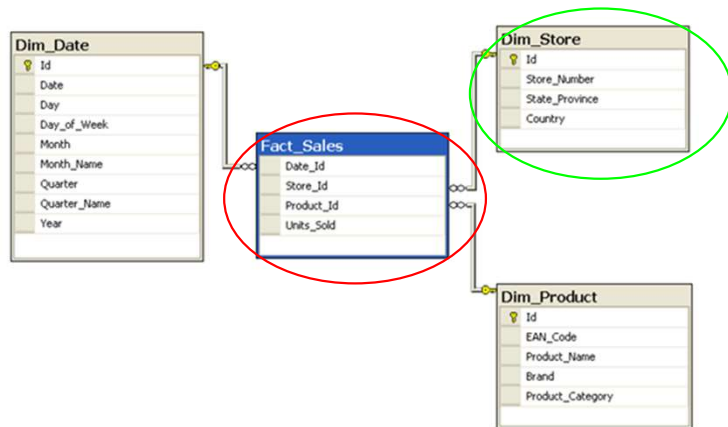 Dim_Date
Id
Date
Day
Day_of_Week
Month
Month_Name
Quarter
Quarter_Name
Year
Fact_Sales
Date_Id
Store_Id
Product_Id
Units_Sold
Dim_Store
Id
Store_Number
State_Province
Country
Dim_Product
Id
EAN_Code
Product_Name
Brand
Product_Category